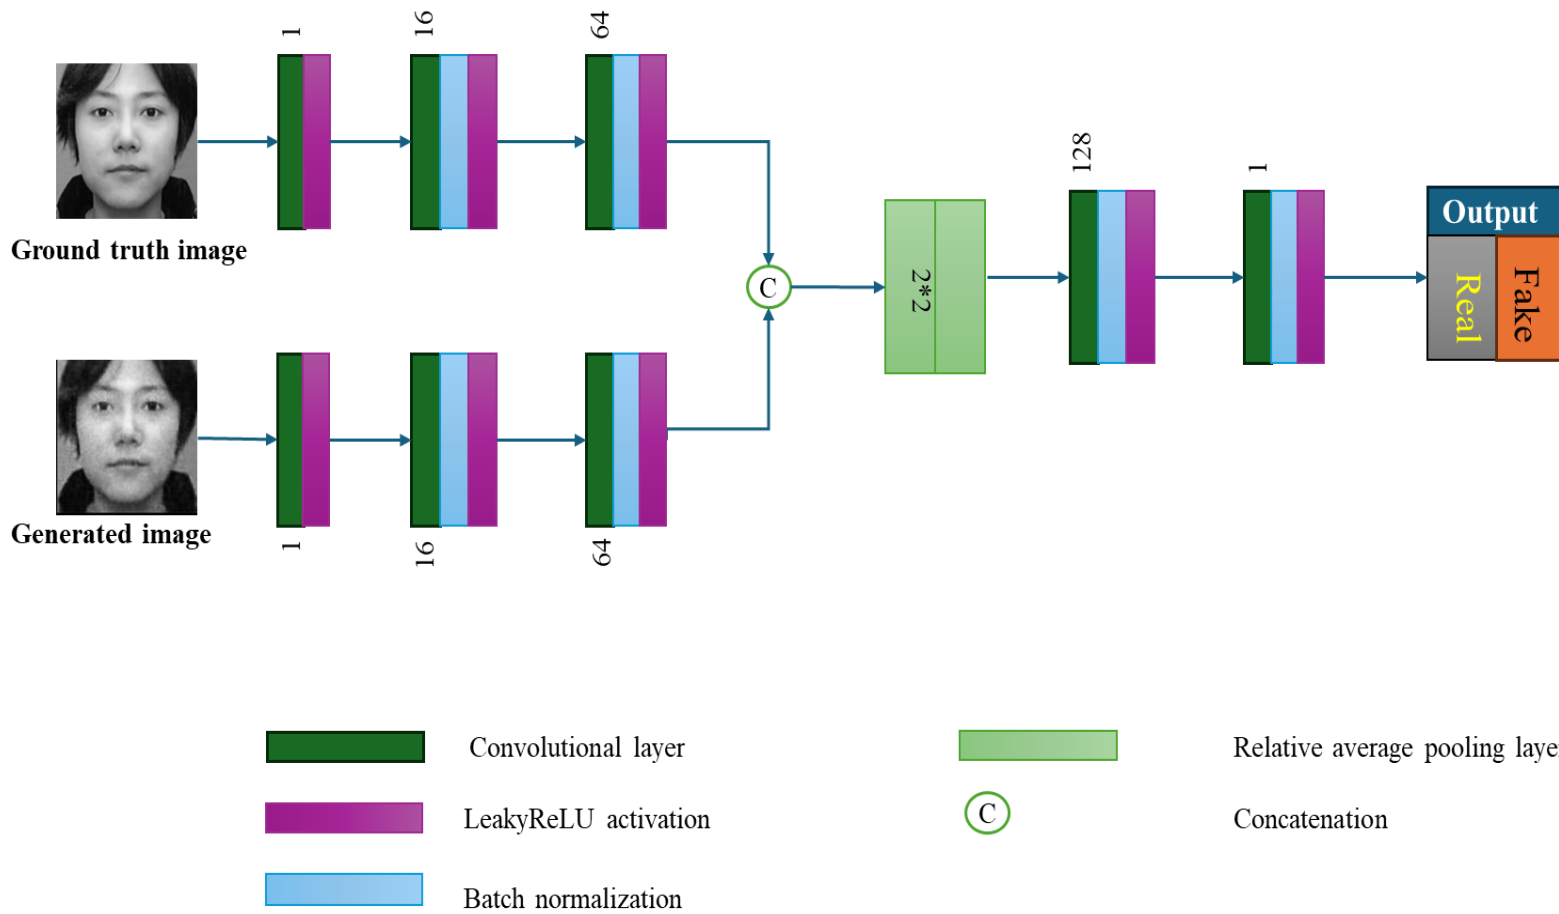 1
16
64
Ground truth image
128
1
C
2*2
Output
Real
Fake
Generated image
1
16
64
Convolutional layer
LeakyReLU activation
Batch normalization
Relative average pooling laye
C
Concatenation